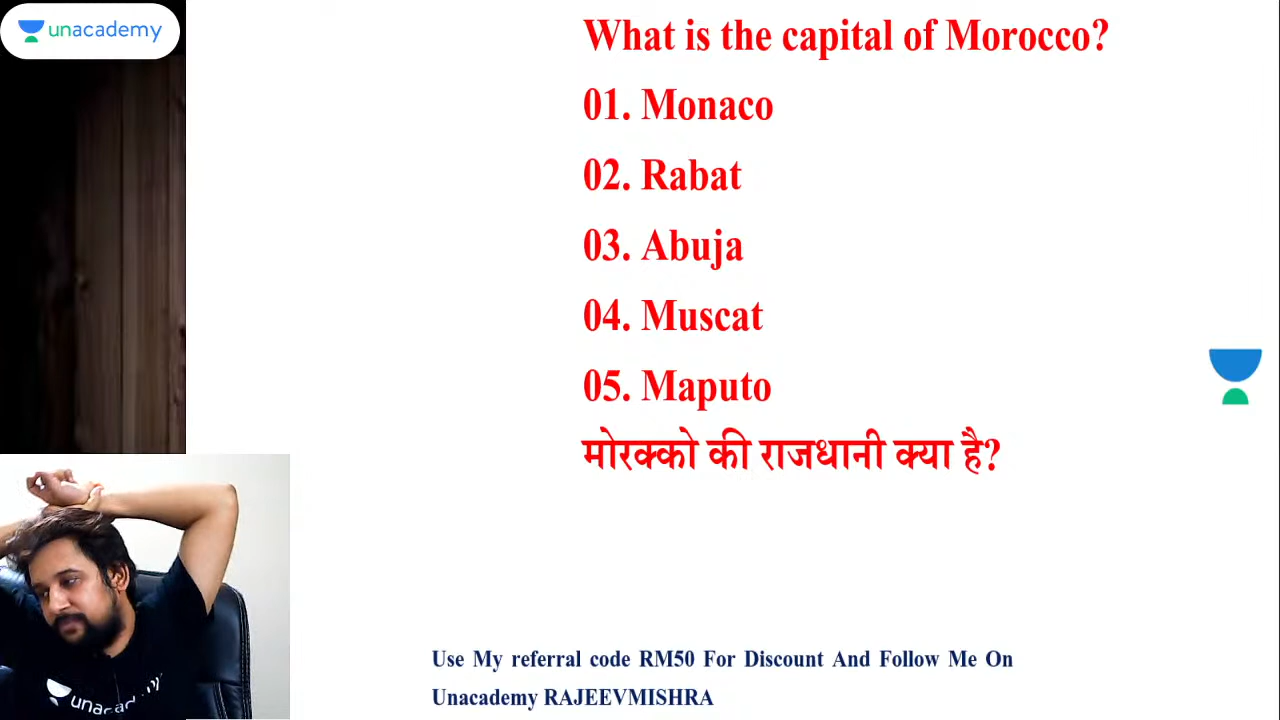 unacademy
What is the capital of Morocco?
01. Monaco
02. Rabat
03. Abuja
04. Muscat
05. Maputo
मोरक्को की राजधानी क्या है?
Use My referral code RM50 For Discount And Follow Me On
Unacademy RAJEEVMISHRA